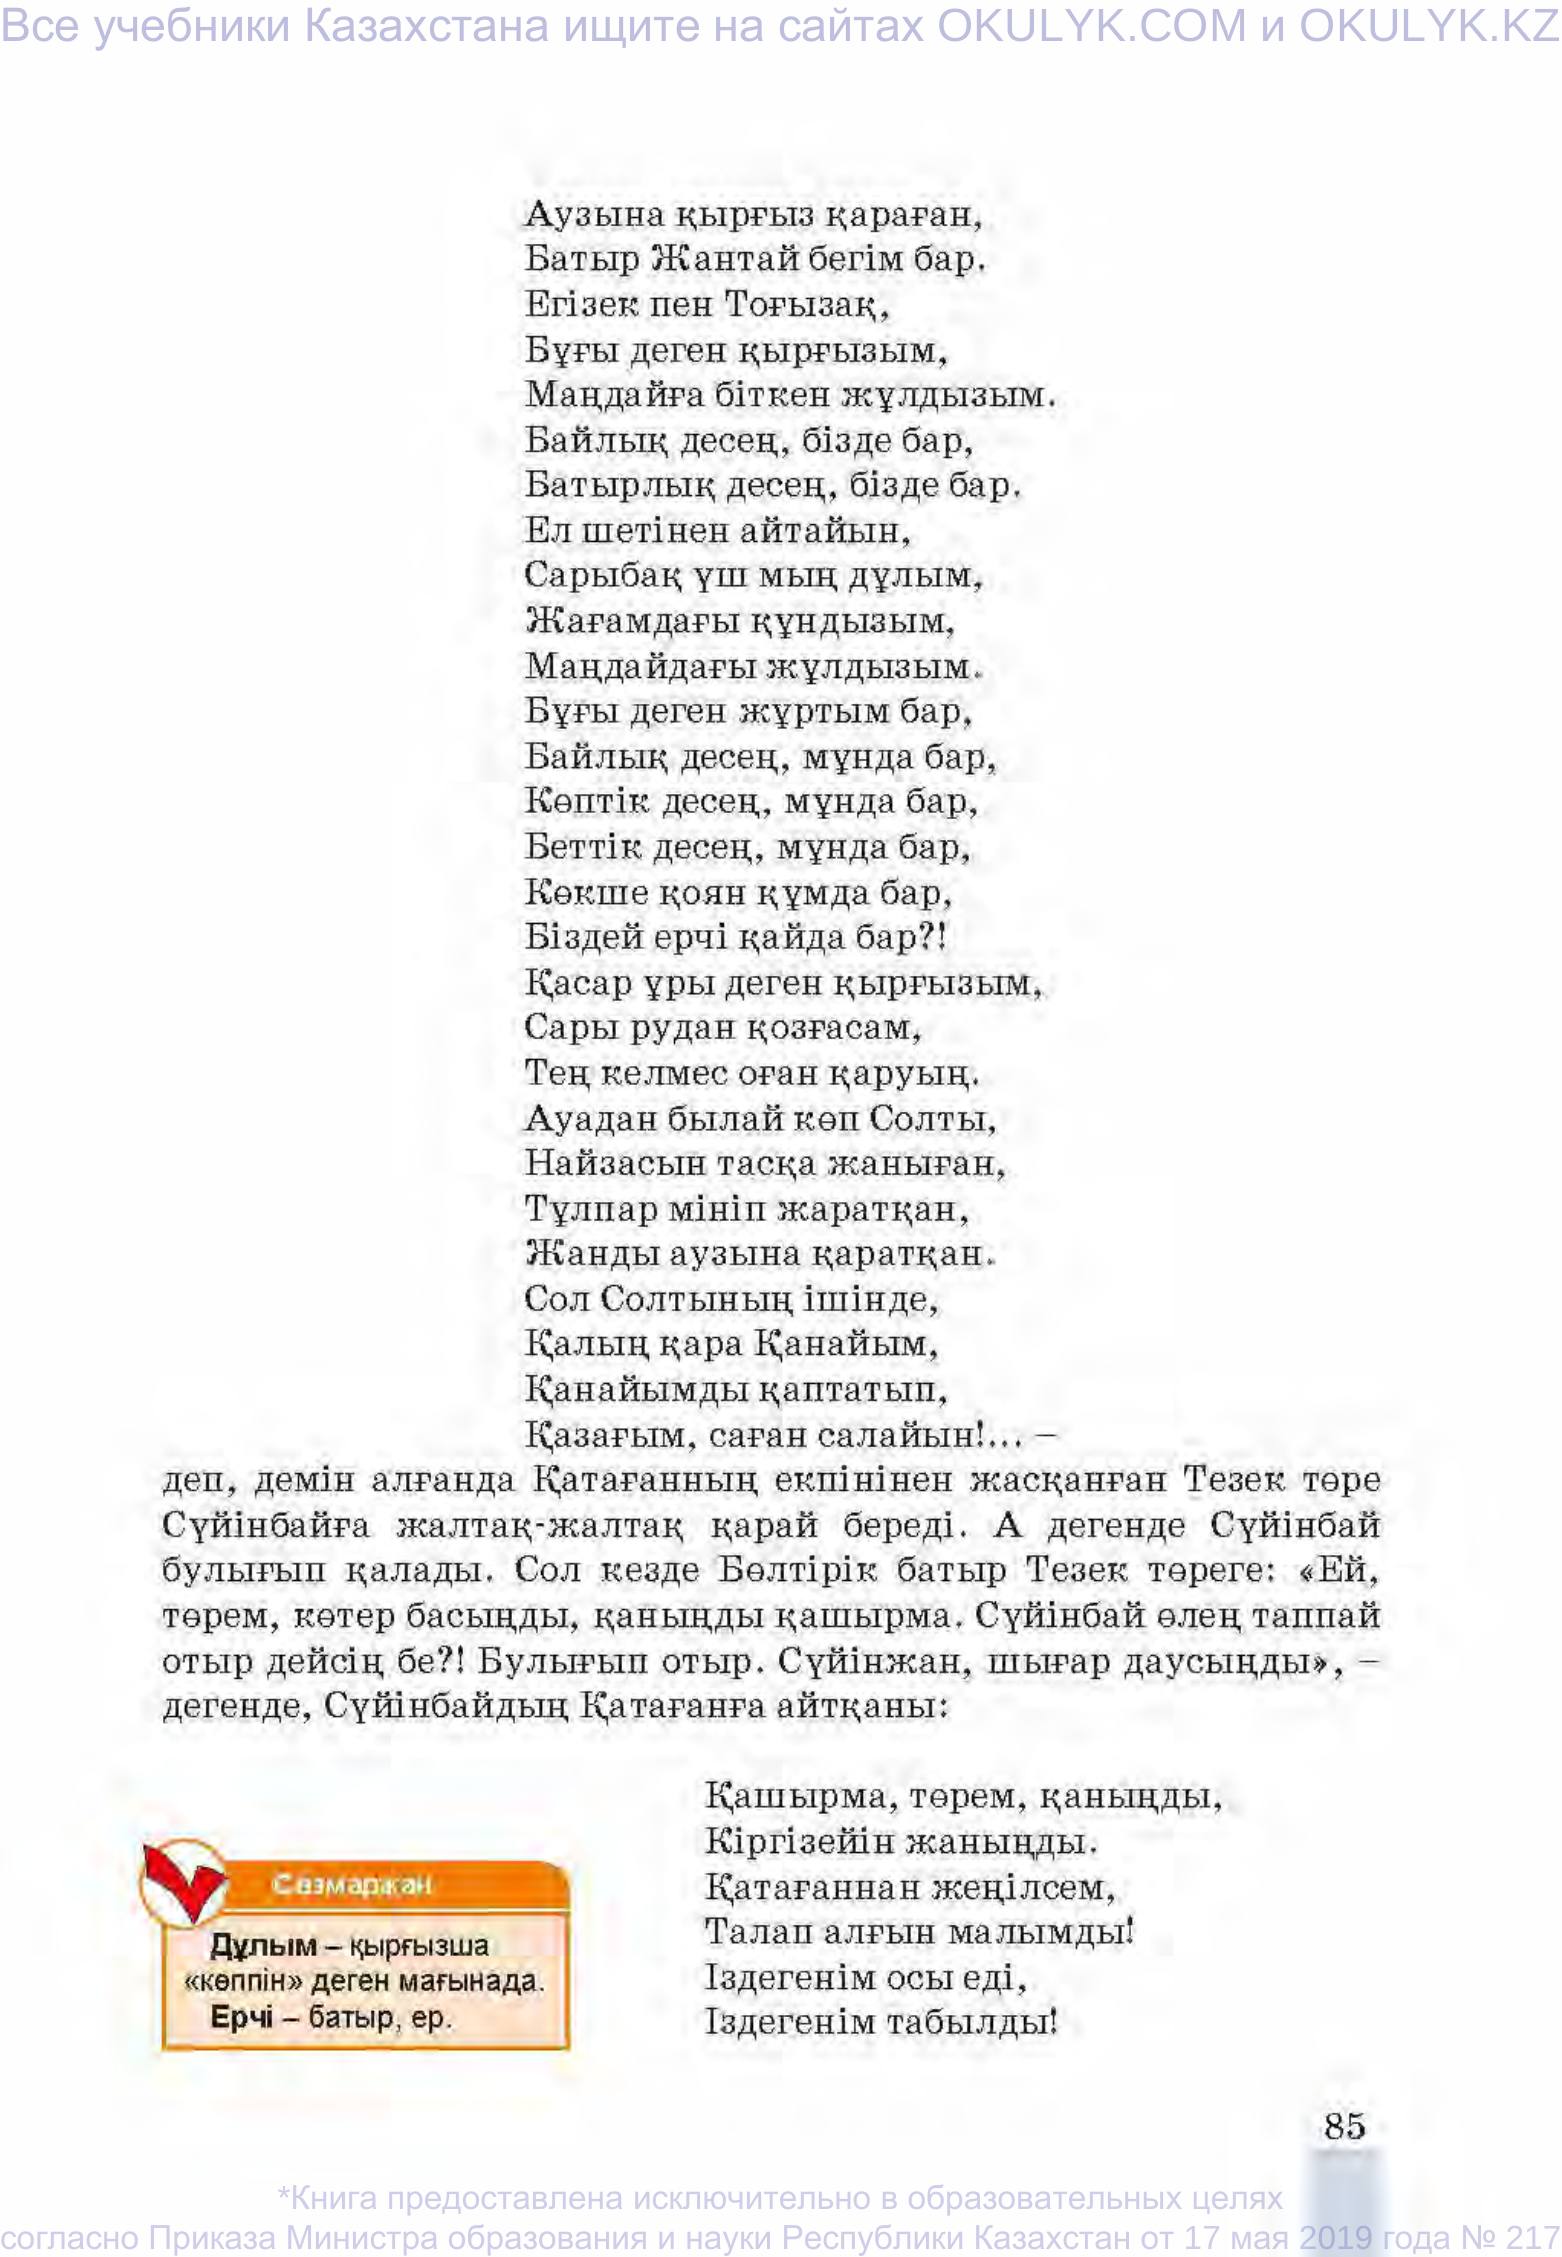 Все учебники Казахстана ищите на сайтах OKULYK.COM и OKULYK.KZ
Аузына қырғыз қараған,
Батыр Жантай бегім бар.
Егізек пен Тоғызақ,
Бұғы деген қырғызым,
Маңдайға біткен жұлдызым.
Байлық десең, бізде бар,
Батырлық десең, бізде бар.
Ел шетінен айтайын,
Сарыбақ үш мың дұлым,
Жағамдағы құндызым,
Маңдайдағы жұлдызым.
Бұғы деген жұртым бар,
Байлық десең, мұнда бар,
Көптік десең, мұнда бар,
Беттік десең, мұнда бар,
Көкше қоян құмда бар,
Біздей ерчі қайда бар?!
Қасар ұры деген қырғызым,
Сары рудан қозғасам,
Тең келмес оған қаруың.
Ауадан былай көп Солты,
Найзасын тасқа жаныған,
Тұлпар мініп жаратқан,
Жанды аузына қаратқан.
Сол Солтының ішінде,
Қалың қара Қанайым,
Қанайымды қаптатып,
Қазағым, саған салайын!... –
деп, демін алғанда Қатағанның екпінінен жасқанған Тезек төре
Сүйінбайға жалтақ-жалтақ қарай береді. А дегенде Сүйінбай
булығып қалады. Сол кезде Бөлтірік батыр Тезек төреге: «Ей,
төрем, көтер басыңды, қаныңды қашырма. Сүйінбай өлең таппай
отыр дейсің бе?! Булығып отыр. Сүйінжан, шығар даусыңды», –
дегенде, Сүйінбайдың Қатағанға айтқаны:
Қашырма, төрем, қаныңды,
Кіргізейін жаныңды.
Қатағаннан жеңілсем,
Талап алғын малымды!
Іздегенім осы еді,
Іздегенім табылды!
Сөзмаржан
Дұлым – қырғызша
«көппін» деген мағынада.
Ерчі – батыр, ер.
85
*Книга предоставлена исключительно в образовательных целях
согласно Приказа Министра образования и науки Республики Казахстан от 17 мая 2019 года № 217